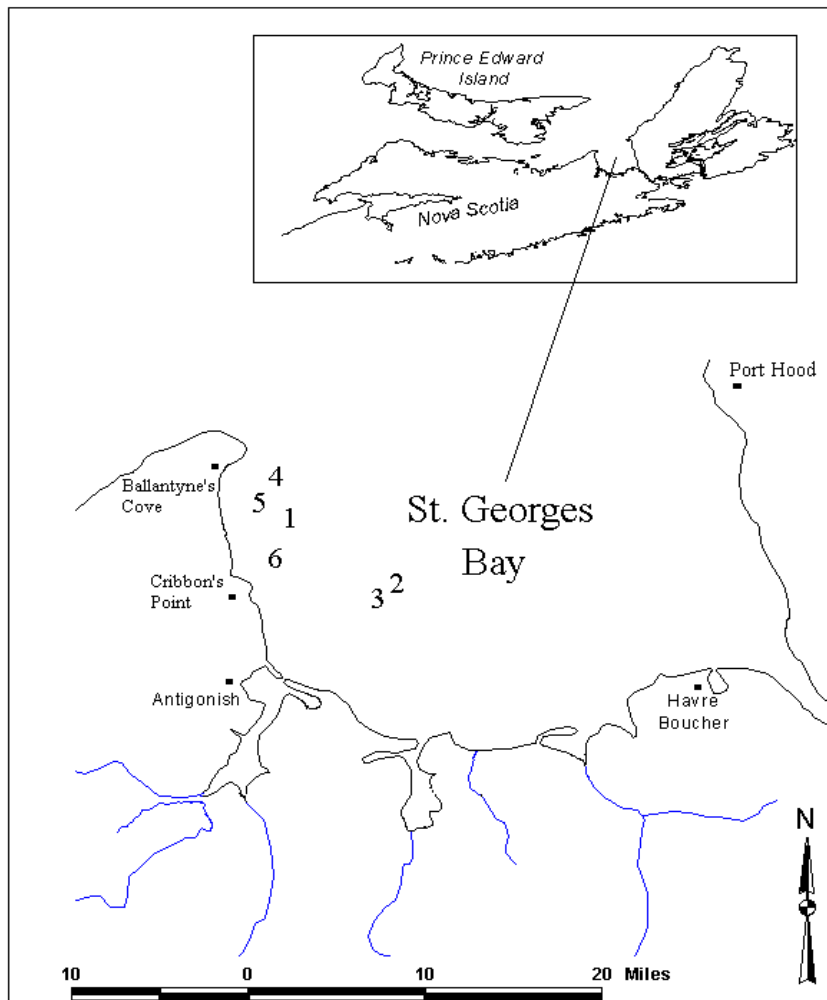 Prince Edward
Island
Nova Scotia
Port Hood
Ballantyne's
Cove
4
5
1
St. Georges
Bay
6
Cribbon's
Point
2
3
Antigonish
Havre
Boucher
N
10 0 10 20 Miles